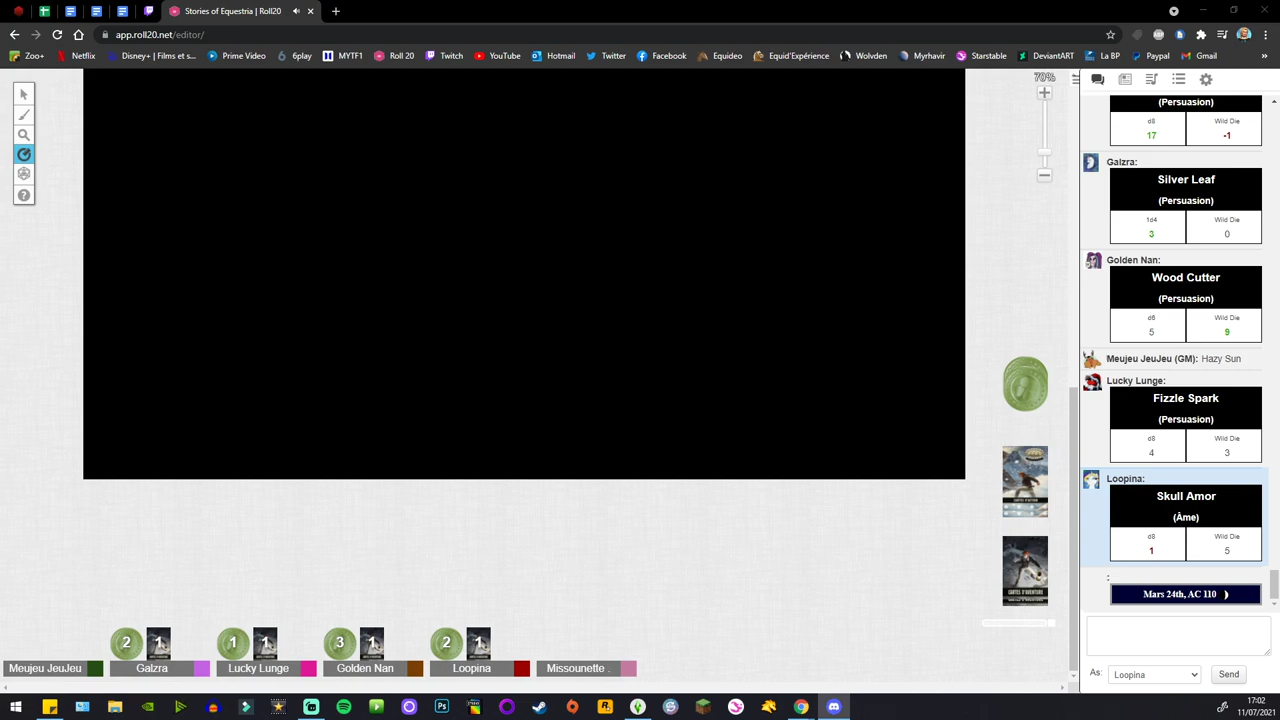 Stories of Equestria | Roll20
app.roll20.net/editor/
Zoo+ Netflix Disney+ | Films et s... Prime Video 6play MYTF1 Roll 20 Twitch YouTube Hotmail Twitter Facebook Equideo Equid'Expérience Wolvden Myrhavir Starstable DeviantART La BP Paypal Gmail »
70%
(Persuasion)
d8 Wild Die
17 -1
Galzra:
Silver Leaf
(Persuasion)
1d4 Wild Die
3 0
Golden Nan:
Wood Cutter
(Persuasion)
d6 Wild Die
5 9
Meujeu JeuJeu (GM): Hazy Sun
Lucky Lunge:
Fizzle Spark
(Persuasion)
d8 Wild Die
4 3
Loopina:
Skull Amor
(Âme)
d8 Wild Die
1 5
:
Mars 24th, AC 110
CARTES D'AVENTURE
2 1 1 1 3 1 2 1
Meujeu JeuJeu Galzra Lucky Lunge Golden Nan Loopina Missounette .
As: Loopina Send
17:02
11/07/2021